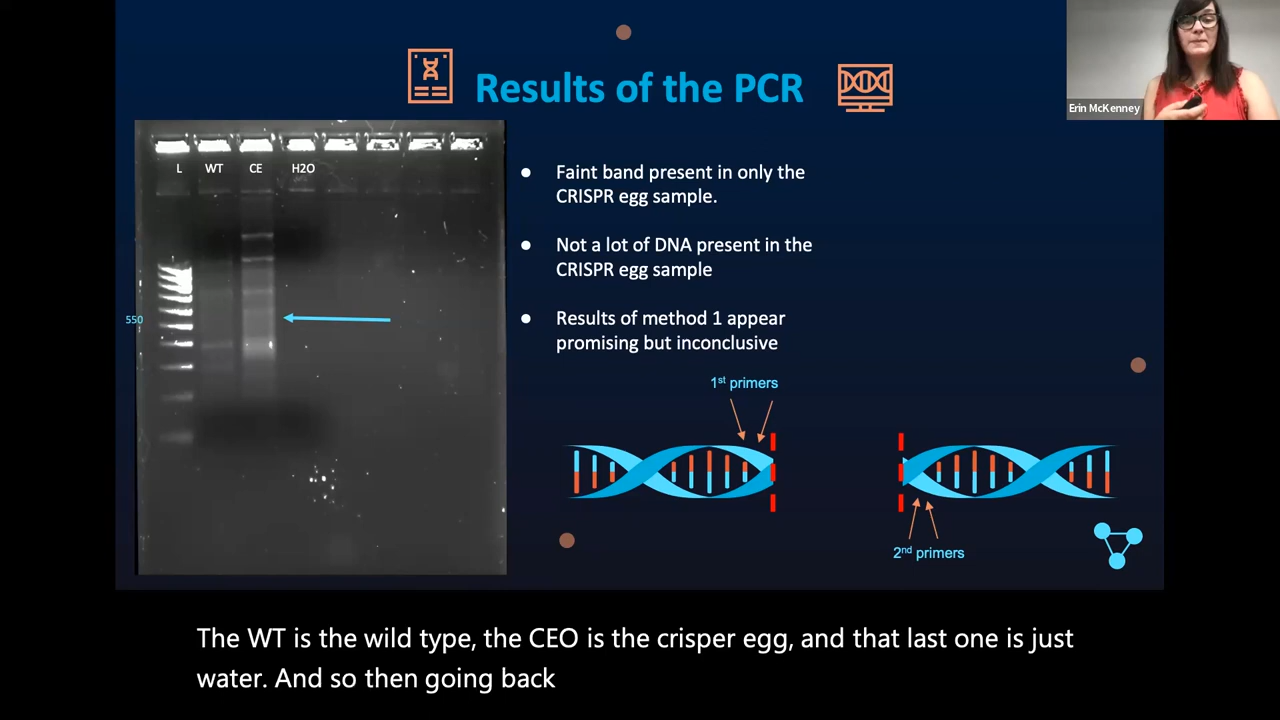 Results of the PCR
Erin McKenney
L WT CE H2O
550
● Faint band present in only the
CRISPR egg sample.
● Not a lot of DNA present in the
CRISPR egg sample
● Results of method 1 appear
promising but inconclusive
1st primers
2nd primers
The WT is the wild type, the CEO is the crisper egg, and that last one is just
water. And so then going back